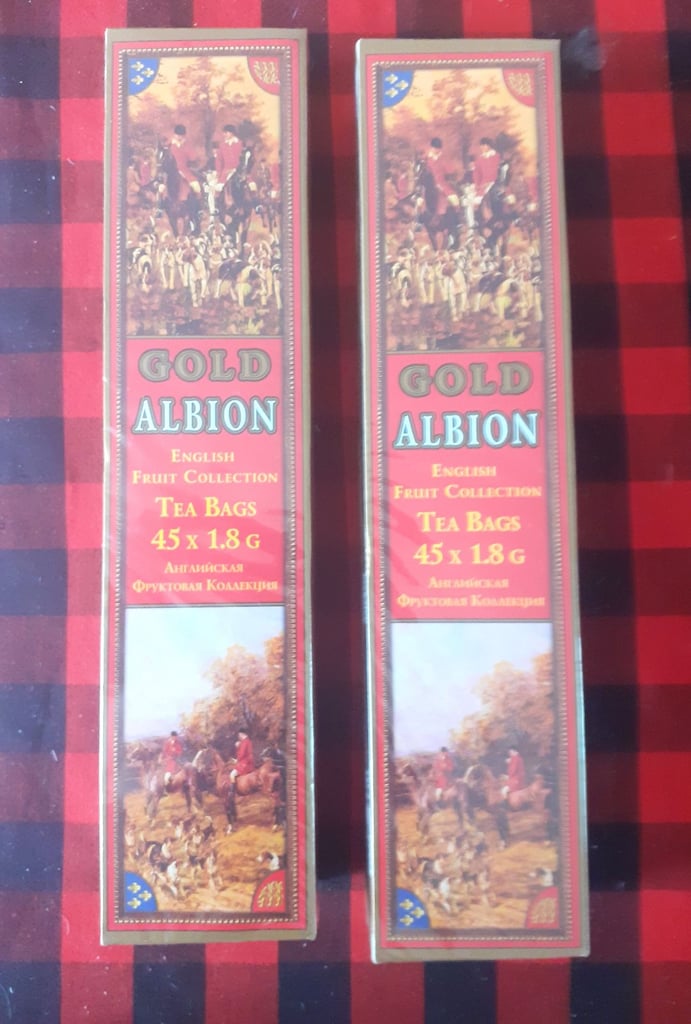 GOLD
ALBION
ENGLISH
FRUIT COLLECTION
TEA BAGS
45 X 1.8 G
АНГЛИЙСКАЯ
ФРУКТОВАЯ КОЛЛЕКЦИЯ
GOLD
ALBION
ENGLISH
FRUIT COLLECTION
TEA BAGS
45 X 1.8 G
АНГЛИЙСКАЯ
ФРУКТОВАЯ КОЛЛЕКЦИЯ